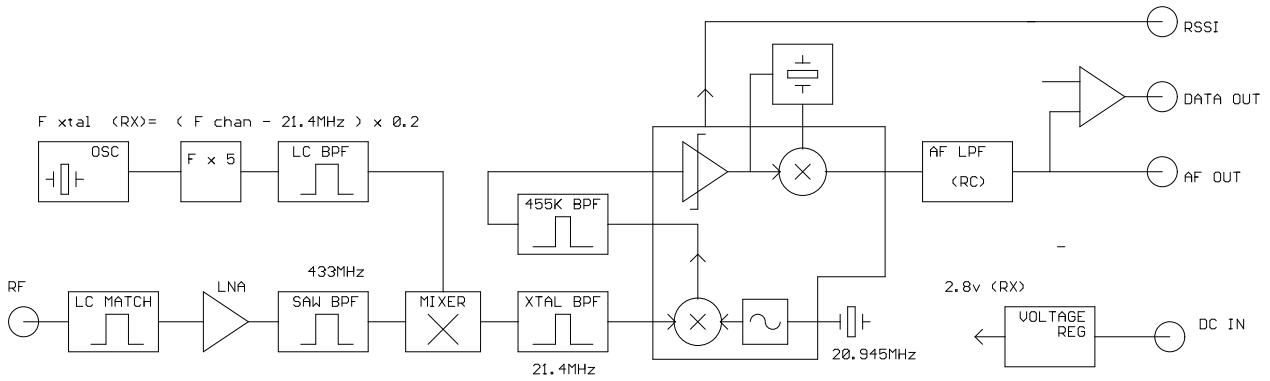 RSSI
DATA OUT
F xtal (RX)= ( F chan - 21.4MHz ) x 0.2
OSC
F x 5
LC BPF
AF LPF
(RC)
AF OUT
455K BPF
433MHz
RF
LC MATCH
LNA
SAW BPF
MIXER
XTAL BPF
21.4MHz
20.945MHz
2.8v (RX)
VOLTAGE
REG
DC IN